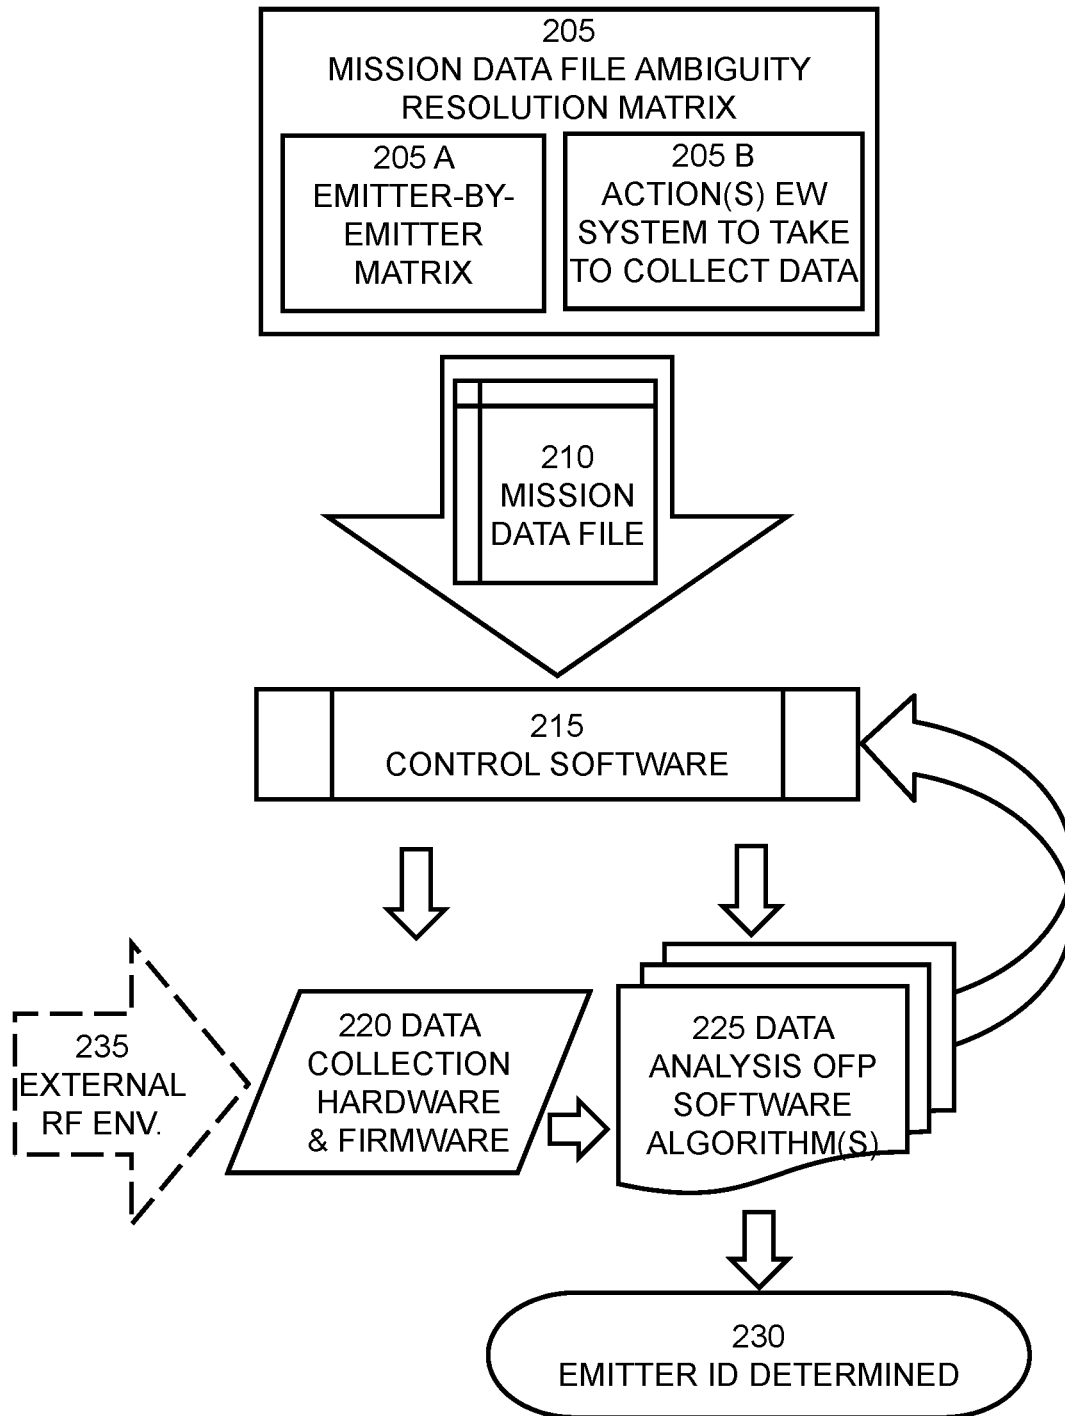 205
MISSION DATA FILE AMBIGUITY
RESOLUTION MATRIX
205 A
EMITTER-BY-
EMITTER
MATRIX
205 B
ACTION(S) EW
SYSTEM TO TAKE
TO COLLECT DATA
210
MISSION
DATA FILE
215
CONTROL SOFTWARE
235
EXTERNAL
RF ENV.
220 DATA
COLLECTION
HARDWARE
& FIRMWARE
225 DATA
ANALYSIS OFP
SOFTWARE
ALGORITHM(S)
230
EMITTER ID DETERMINED